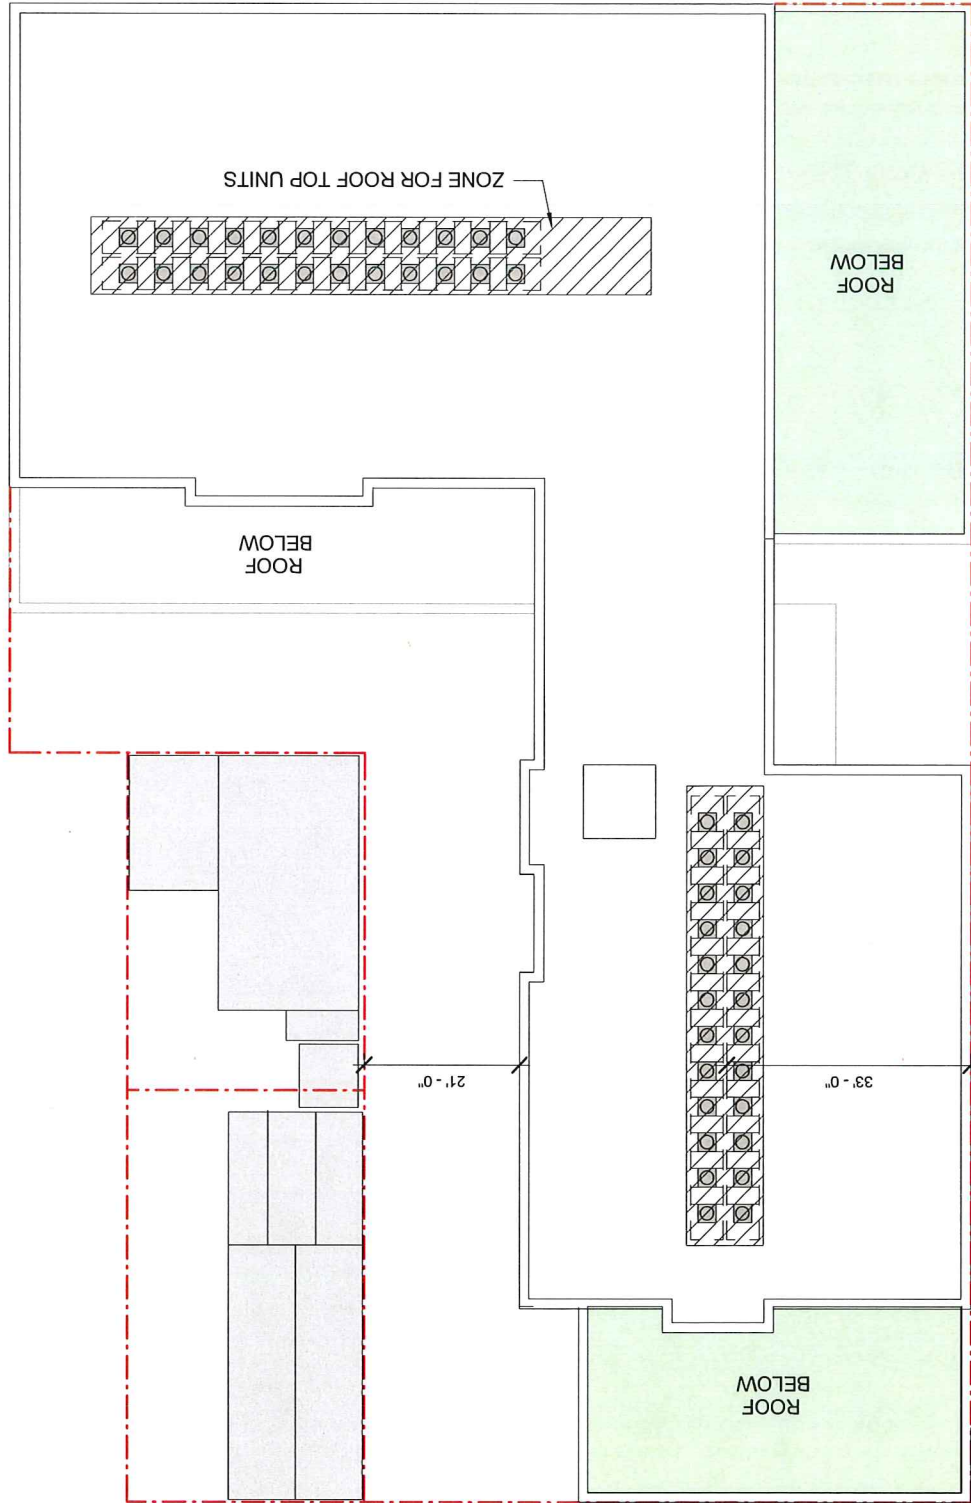 ROOF
BELOW
33' - 0"
21' - 0"
ROOF
BELOW
ROOF
BELOW
ZONE FOR ROOF TOP UNITS